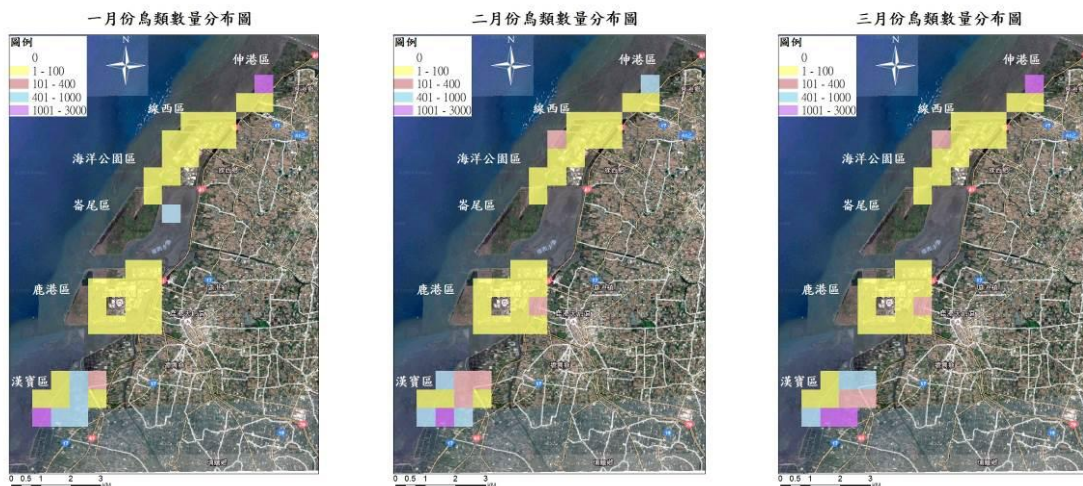 一月份鳥類數量分布圖
圖例
0
1 - 100
101 - 400
401 - 1000
1001 - 3000
N
伸港區
線西區
海洋公園區
崙尾區
鹿港區
漢寶區
0 0.5 1 2 3
二月份鳥類數量分布圖
圖例
0
1 - 100
101 - 400
401 - 1000
1001 - 3000
N
伸港區
線西區
海洋公園區
崙尾區
鹿港區
漢寶區
0 0.5 1 2 3
三月份鳥類數量分布圖
圖例
0
1 - 100
101 - 400
401 - 1000
1001 - 3000
N
伸港區
線西區
海洋公園區
崙尾區
鹿港區
漢寶區
0 0.5 1 2 3